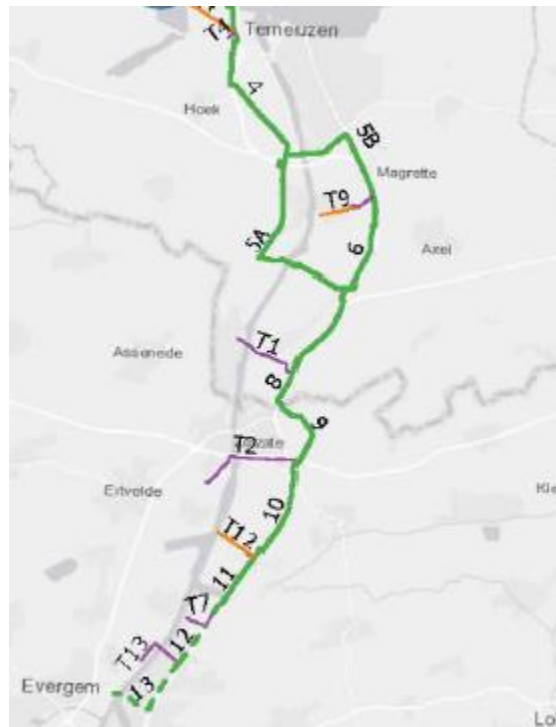 T4
Terneuzen
4
Hoek
5B
Magrette
T9
5A
6
Axel
T1
Assenede
8
9
T2
Ertvelde
10
T12
11
T7
12
T13
Evergem
13